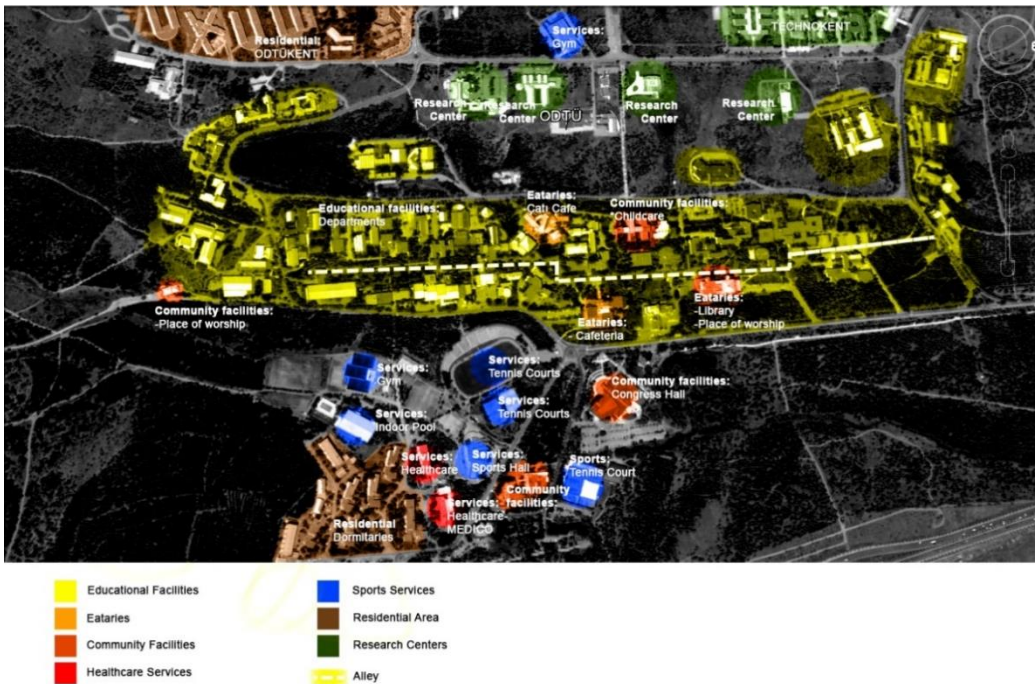 Residential:
ODTÜKENT
Services:
Gym
TECHNOKENT
Research
Center
Research
Center
ODTÜ
Research
Center
Research
Center
Educational facilities:
Departments
Eataries:
Catı Cafe
Community facilities:
*Childcare
Community facilities:
-Place of worship
Eataries:
- Cafeteria
Eataries:
-Library
-Place of worship
Services:
Gym
Services:
Tennis Courts
Services:
Tennis Courts
Community facilities:
Congress Hall
Services:
Indoor Pool
Services:
Healthcare
Services:
Sports Hall
Sports:
Tennis Court
Community
facilities:
Services:
Healthcare-
MEDICO
Residential
Dormitaries
Educational Facilities
Eataries
Community Facilities
Healthcare Services
Sports Services
Residential Area
Research Centers
Alley